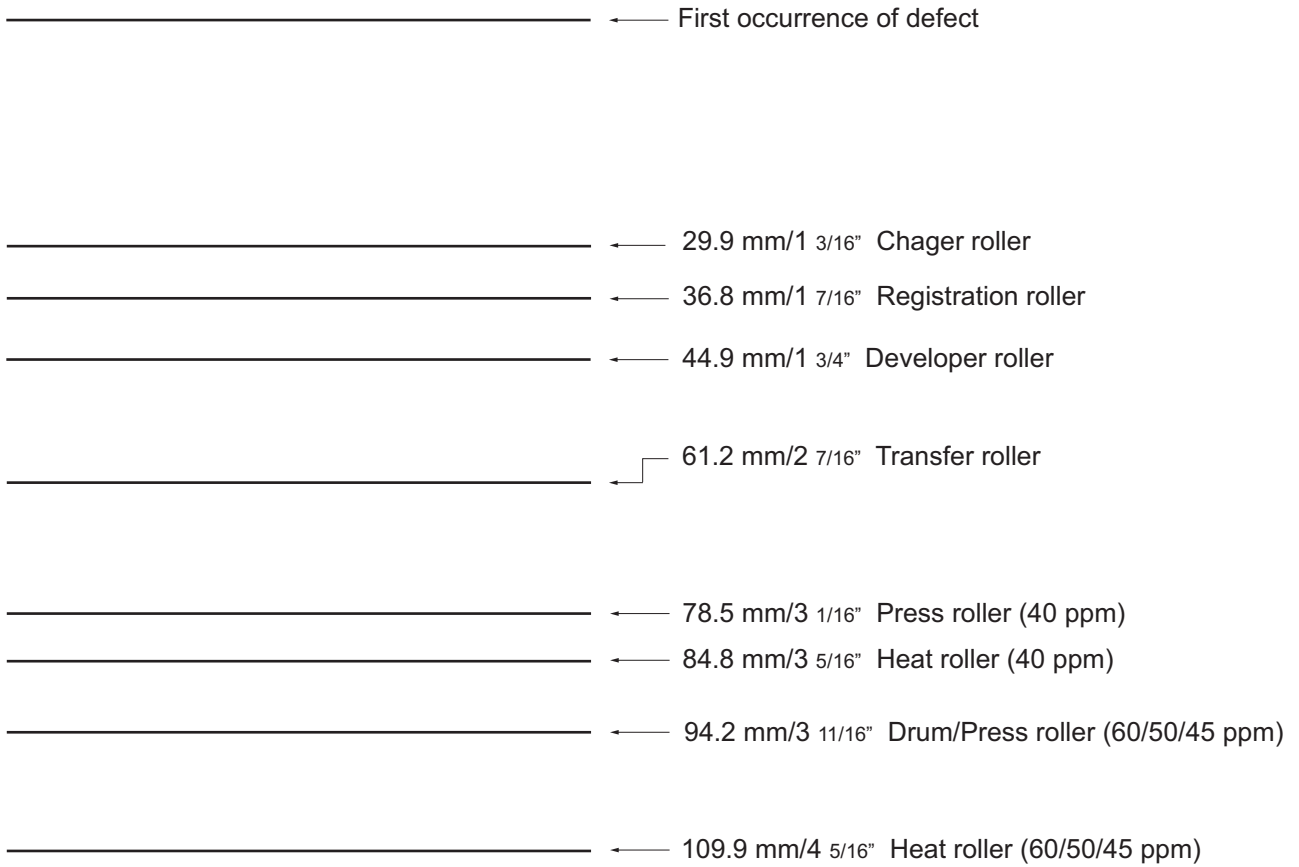 First occurrence of defect
29.9 mm/1 3/16” Chager roller
36.8 mm/1 7/16” Registration roller
44.9 mm/1 3/4” Developer roller
61.2 mm/2 7/16” Transfer roller
78.5 mm/3 1/16” Press roller (40 ppm)
84.8 mm/3 5/16” Heat roller (40 ppm)
94.2 mm/3 11/16” Drum/Press roller (60/50/45 ppm)
109.9 mm/4 5/16” Heat roller (60/50/45 ppm)